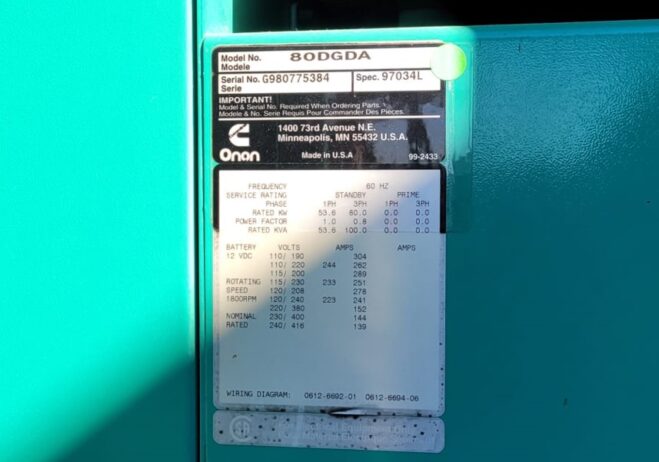 Model No. 80DGDA
Modele
Serial No. G980775384 Spec. 97034L
Serie
IMPORTANT!
Model & Serial No. Required When Ordering Parts.
Modele & No. Serie Requis Pour Commander Des Pieces.
1400 73rd Avenue N.E.
Minneapolis, MN 55432 U.S.A.
Onan Made in U.S.A 99-2433
FREQUENCY 60 HZ
SERVICE RATING STANDBY PRIME
PHASE 1PH 3PH 1PH 3PH
RATED KW 53.6 80.0 0.0 0.0
POWER FACTOR 1.0 0.8 0.0 0.0
RATED KVA 53.6 100.0 0.0 0.0
BATTERY VOLTS AMPS AMPS
12 VDC 110/ 190 304
110/ 220 244 262
115/ 200 289
ROTATING 115/ 230 233 251
SPEED 120/ 208 278
1800RPM 120/ 240 223 241
220/ 380 152
NOMINAL 230/ 400 144
RATED 240/ 416 139
WIRING DIAGRAM: 0612-6692-01 0612-6694-06